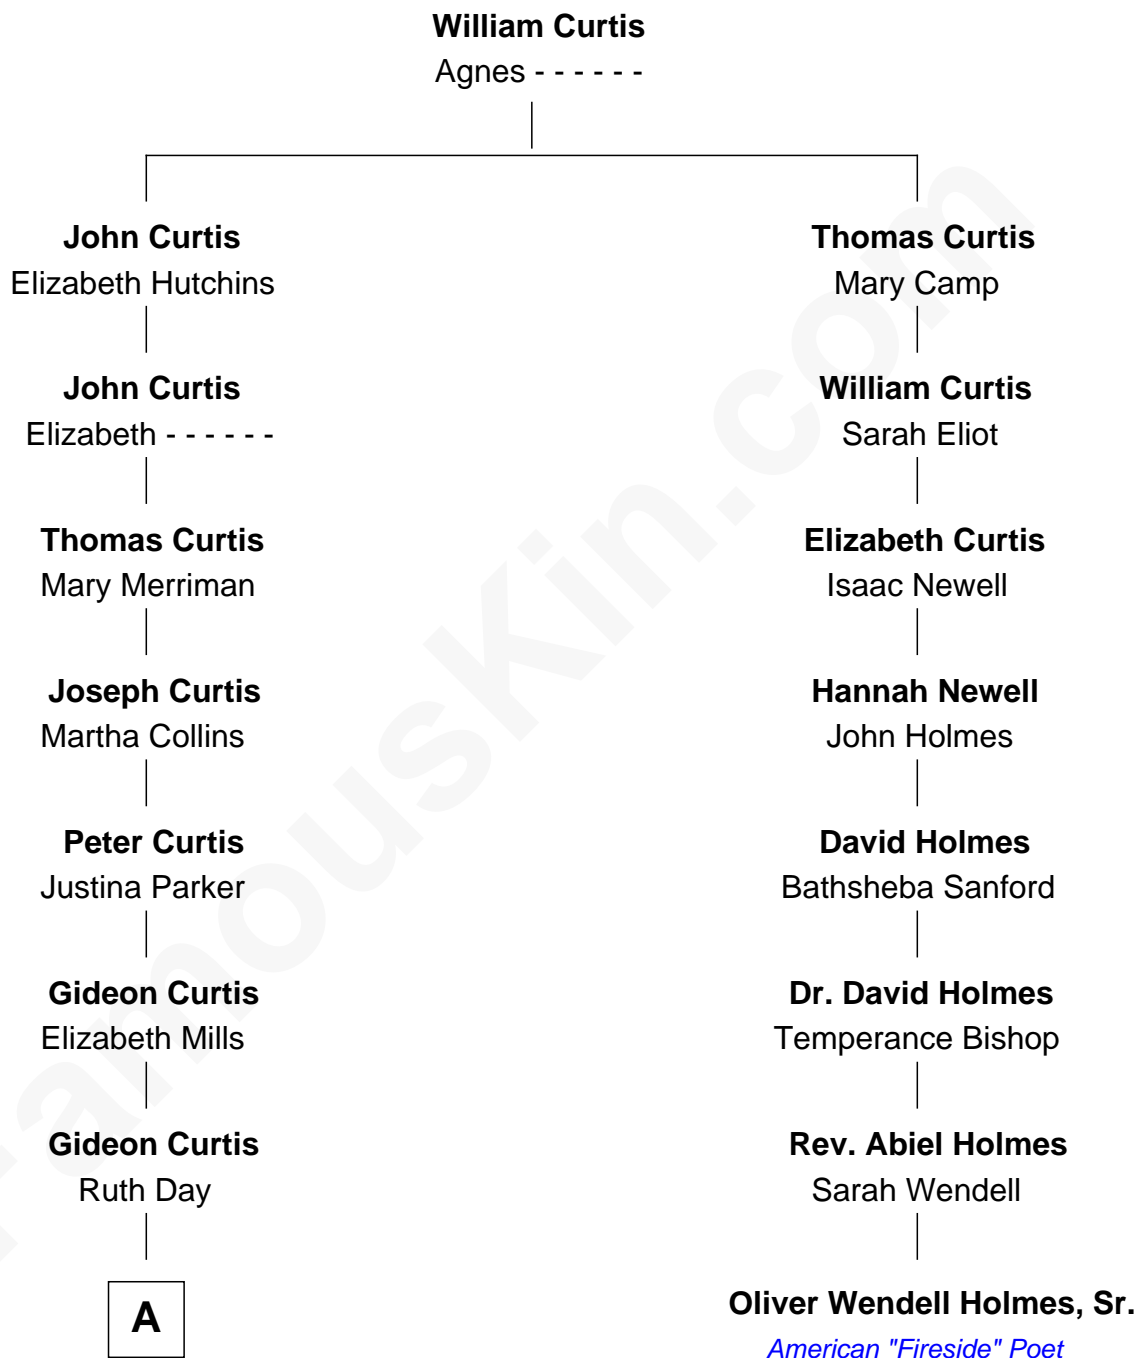 William Curtis
Agnes - - - - - -
John Curtis
Elizabeth Hutchins
Thomas Curtis
Mary Camp
John Curtis
Elizabeth - - - - - -
William Curtis
Sarah Eliot
Thomas Curtis
Mary Merriman
Elizabeth Curtis
Isaac Newell
Joseph Curtis
Martha Collins
Hannah Newell
John Holmes
Peter Curtis
Justina Parker
David Holmes
Bathsheba Sanford
Gideon Curtis
Elizabeth Mills
Dr. David Holmes
Temperance Bishop
Gideon Curtis
Ruth Day
Rev. Abiel Holmes
Sarah Wendell
A
Oliver Wendell Holmes, Sr.
American "Fireside" Poet
FamousKin.com